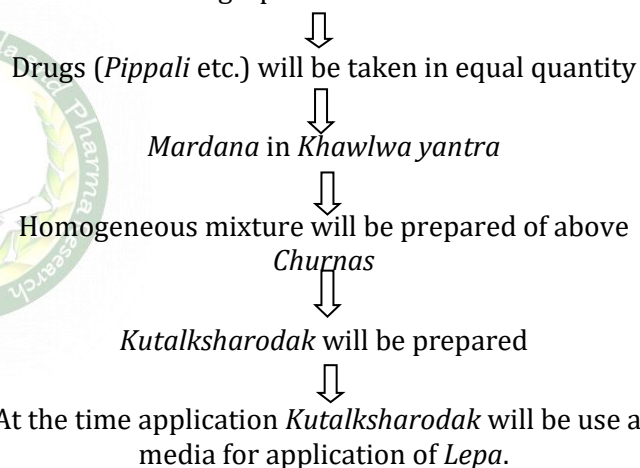 Drugs (Pippali etc.) will be taken in equal quantity
Mardana in Khawlwa yantra
Homogeneous mixture will be prepared of above
Churnas
Kutalksharodak will be prepared
At the time application Kutalksharodak will be use a
media for application of Lepa.
Pharma Research